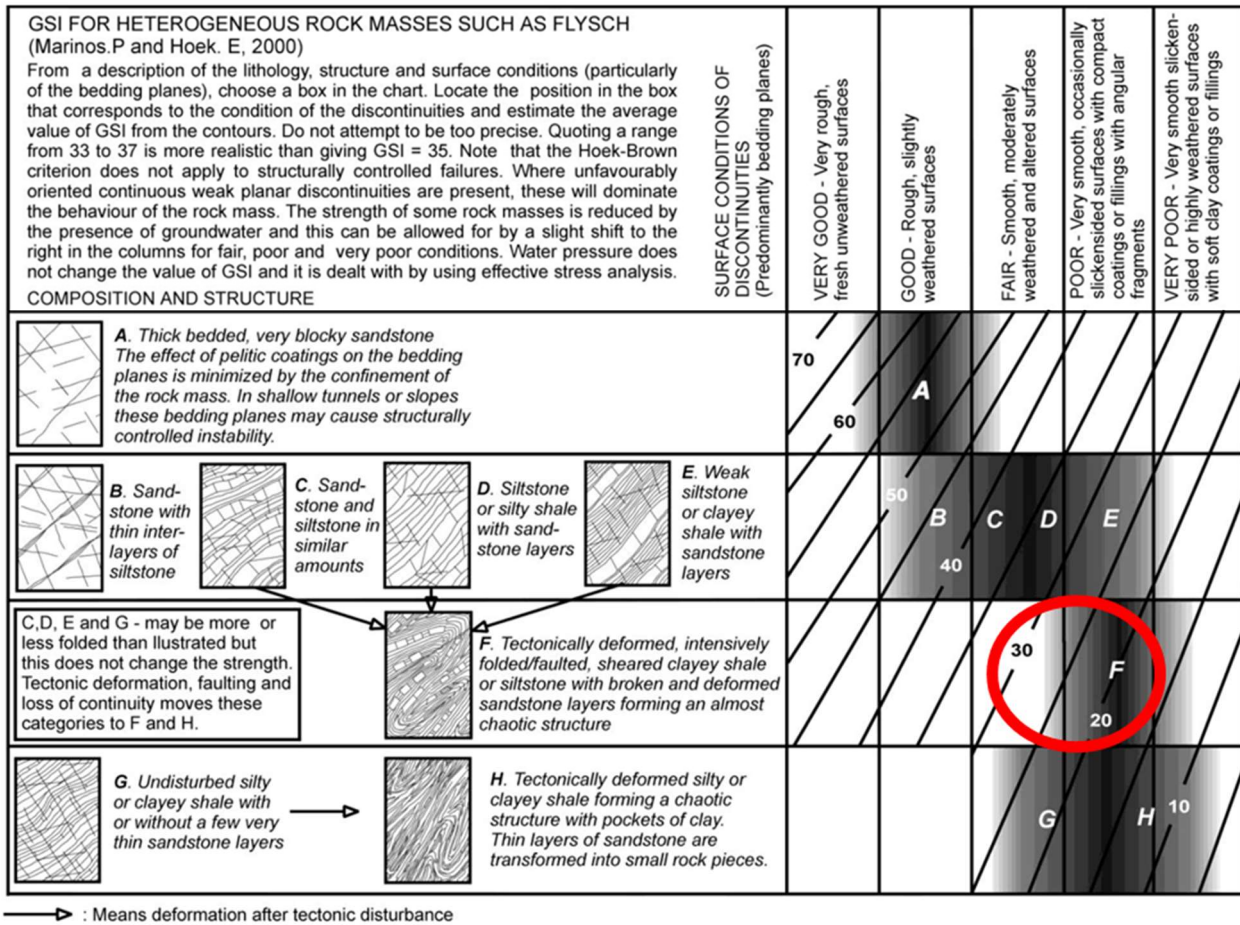 GSI FOR HETEROGENEOUS ROCK MASSES SUCH AS FLYSCH
(Marinos.P and Hoek. E, 2000)
From a description of the lithology, structure and surface conditions (particularly
of the bedding planes), choose a box in the chart. Locate the position in the box
that corresponds to the condition of the discontinuities and estimate the average
value of GSI from the contours. Do not attempt to be too precise. Quoting a range
from 33 to 37 is more realistic than giving GSI = 35. Note that the Hoek-Brown
criterion does not apply to structurally controlled failures. Where unfavourably
oriented continuous weak planar discontinuities are present, these will dominate
the behaviour of the rock mass. The strength of some rock masses is reduced by
the presence of groundwater and this can be allowed for by a slight shift to the
right in the columns for fair, poor and very poor conditions. Water pressure does
not change the value of GSI and it is dealt with by using effective stress analysis.
COMPOSITION AND STRUCTURE
SURFACE CONDITIONS OF
DISCONTINUITIES
(Predominantly bedding planes)
VERY GOOD - Very rough,
fresh unweathered surfaces
GOOD - Rough, slightly
weathered surfaces
FAIR - Smooth, moderately
weathered and altered surfaces
POOR - Very smooth, occasionally
slickensided surfaces with compact
coatings or fillings with angular
fragments
VERY POOR - Very smooth slicken-
sided or highly weathered surfaces
with soft clay coatings or fillings
A. Thick bedded, very blocky sandstone
The effect of pelitic coatings on the bedding
planes is minimized by the confinement of
the rock mass. In shallow tunnels or slopes
these bedding planes may cause structurally
controlled instability.
70
60
A
B. Sand-
stone with
thin inter-
layers of
siltstone
C. Sand-
stone and
siltstone in
similar
amounts
D. Siltstone
or silty shale
with sand-
stone layers
E. Weak
siltstone
or clayey
shale with
sandstone
layers
50
B
C
D
E
40
C,D, E and G - may be more or
less folded than llustrated but
this does not change the strength.
Tectonic deformation, faulting and
loss of continuity moves these
categories to F and H.
F. Tectonically deformed, intensively
folded/faulted, sheared clayey shale
or siltstone with broken and deformed
sandstone layers forming an almost
chaotic structure
30
F
20
G. Undisturbed silty
or clayey shale with
or without a few very
thin sandstone layers
H. Tectonically deformed silty or
clayey shale forming a chaotic
structure with pockets of clay.
Thin layers of sandstone are
transformed into small rock pieces.
G
H
10
: Means deformation after tectonic disturbance